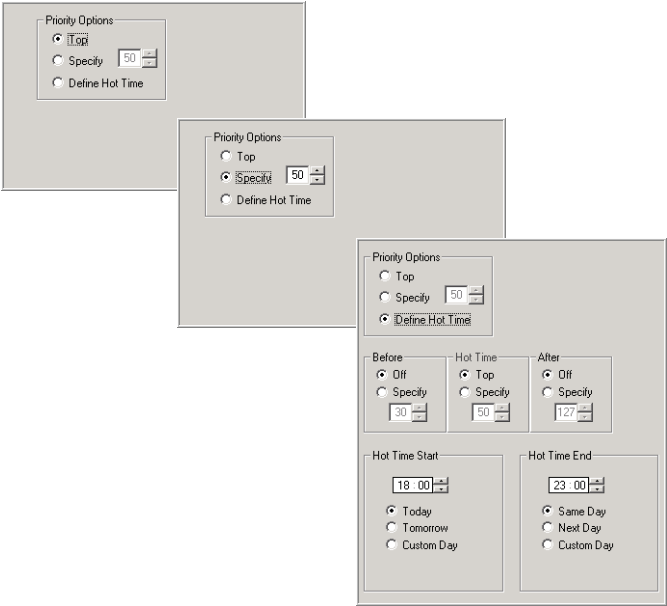 Priority Options
Top
Specify 50
Define Hot Time
Priority Options
Top
Specify 50
Define Hot Time
Priority Options
Top
Specify 50
Define Hot Time
Before
Off
Specify
30
Hot Time
Top
Specify
50
After
Off
Specify
127
Hot Time Start
18 : 00
Today
Tomorrow
Custom Day
Hot Time End
23 : 00
Same Day
Next Day
Custom Day